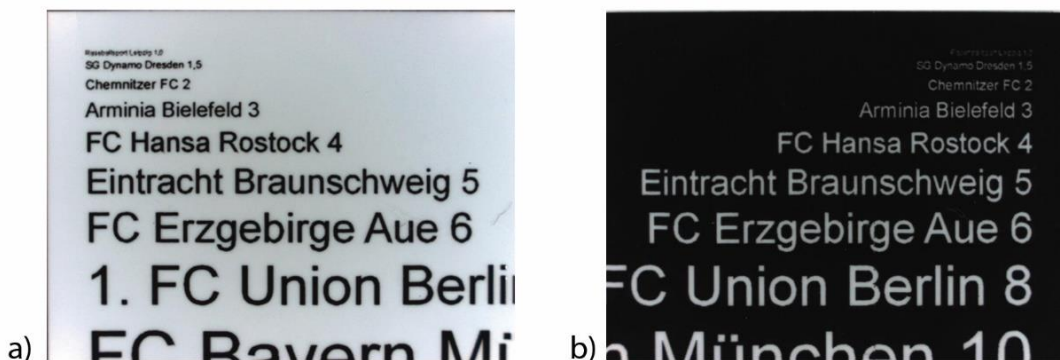 Rasenballsport Leipzig 1,0
SG Dynamo Dresden 1,5
Chemnitzer FC 2
Arminia Bielefeld 3
FC Hansa Rostock 4
Eintracht Braunschweig 5
FC Erzgebirge Aue 6
1. FC Union Berlin
FC Bayern Mü
a)
SG Dynamo Dresden 1,5
Chemnitzer FC 2
Arminia Bielefeld 3
FC Hansa Rostock 4
Eintracht Braunschweig 5
FC Erzgebirge Aue 6
FC Union Berlin 8
n München 10
b)